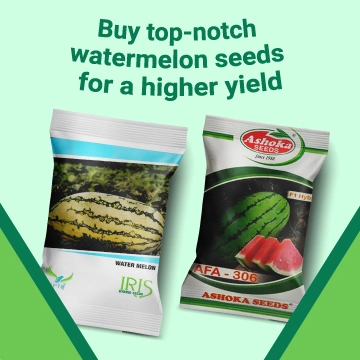 Buy top-notch
watermelon seeds
for a higher yield
Ashoka
SEEDS
Since 1988
F1 Hyb
WATER MELON
IRIS
AFA - 306
ASHOKA SEEDS